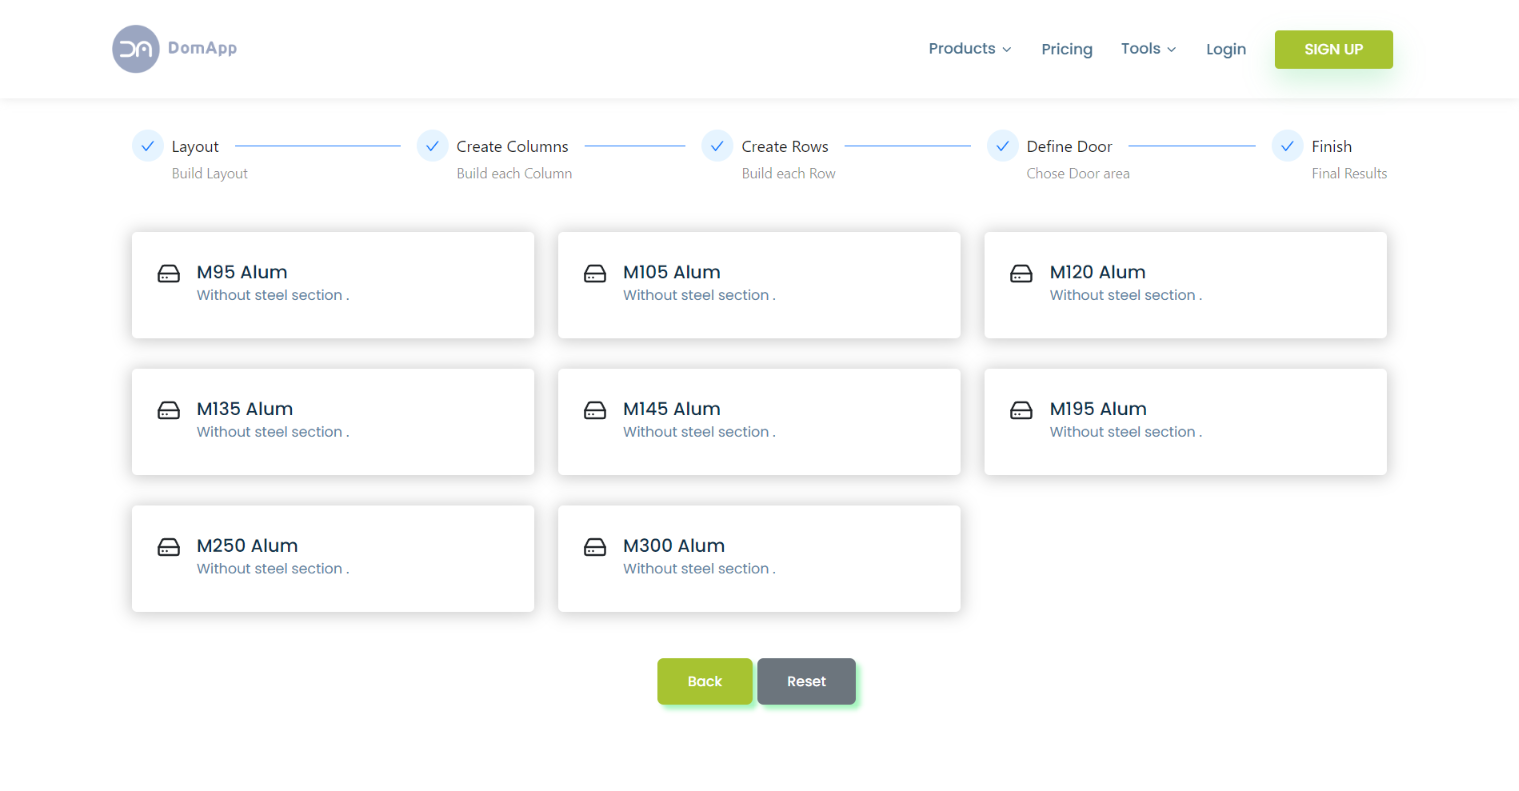 DomApp
Products
Pricing
Tools
Login
SIGN UP
Layout
Build Layout
Create Columns
Build each Column
Create Rows
Build each Row
Define Door
Chose Door area
Finish
Final Results
M95 Alum
Without steel section .
M105 Alum
Without steel section .
M120 Alum
Without steel section .
M135 Alum
Without steel section .
M145 Alum
Without steel section .
M195 Alum
Without steel section .
M250 Alum
Without steel section .
M300 Alum
Without steel section .
Back
Reset